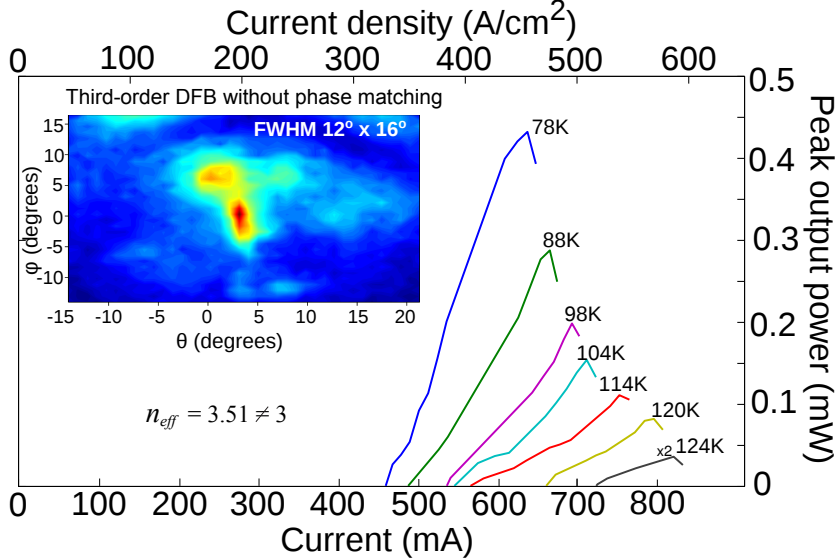 Current density (A/cm²)
0 100 200 300 400 500 600
Third-order DFB without phase matching
FWHM 12º x 16º
15
10
5
0
-5
-10
φ (degrees)
-15 -10 -5 0 5 10 15 20
θ (degrees)
n_eff = 3.51 ≠ 3
78K
88K
98K
104K
114K
120K
x2 124K
0.5
0.4
0.3
0.2
0.1
0
Peak output power (mW)
0 100 200 300 400 500 600 700 800
Current (mA)